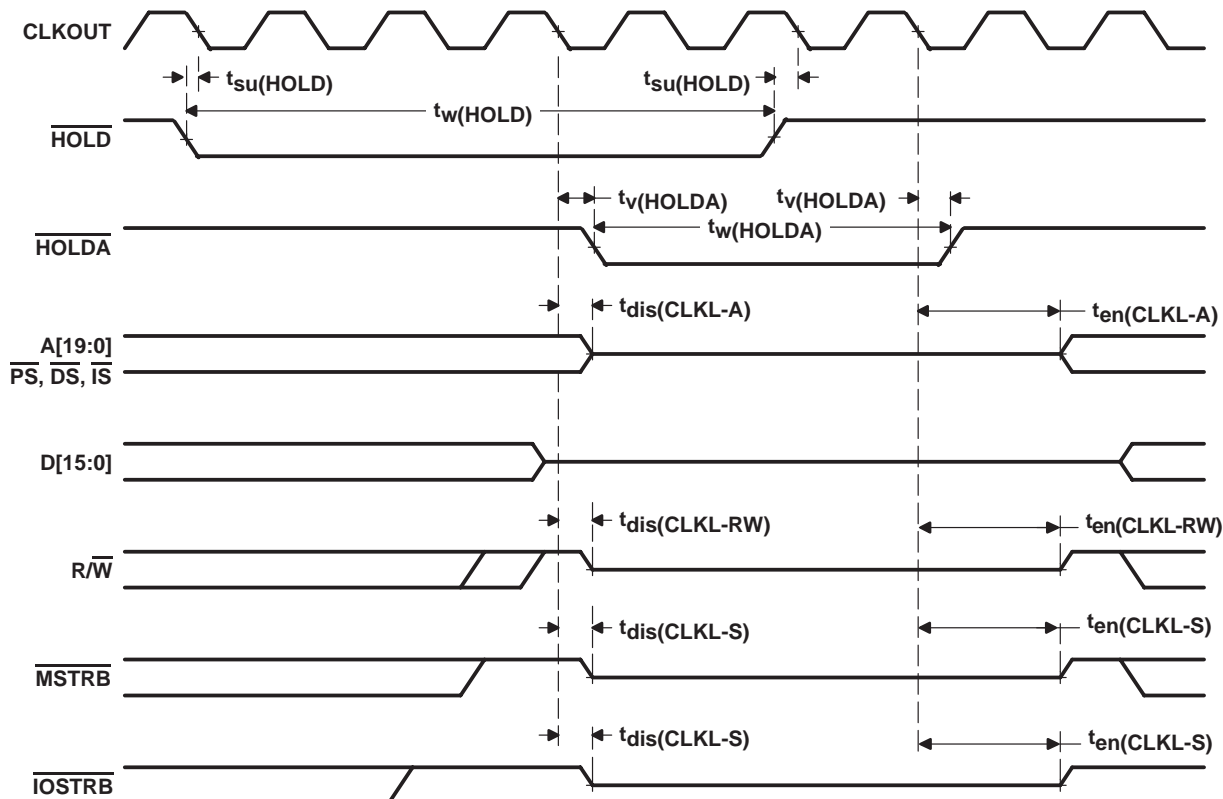 CLKOUT
tsu(HOLD) tsu(HOLD)
tw(HOLD)
HOLD
tv(HOLDA) tv(HOLDA)
tw(HOLDA)
HOLDA
tdis(CLKL-A) ten(CLKL-A)
A[19:0]
PS, DS, IS
D[15:0]
tdis(CLKL-RW) ten(CLKL-RW)
R/W
tdis(CLKL-S) ten(CLKL-S)
MSTRB
tdis(CLKL-S) ten(CLKL-S)
IOSTRB